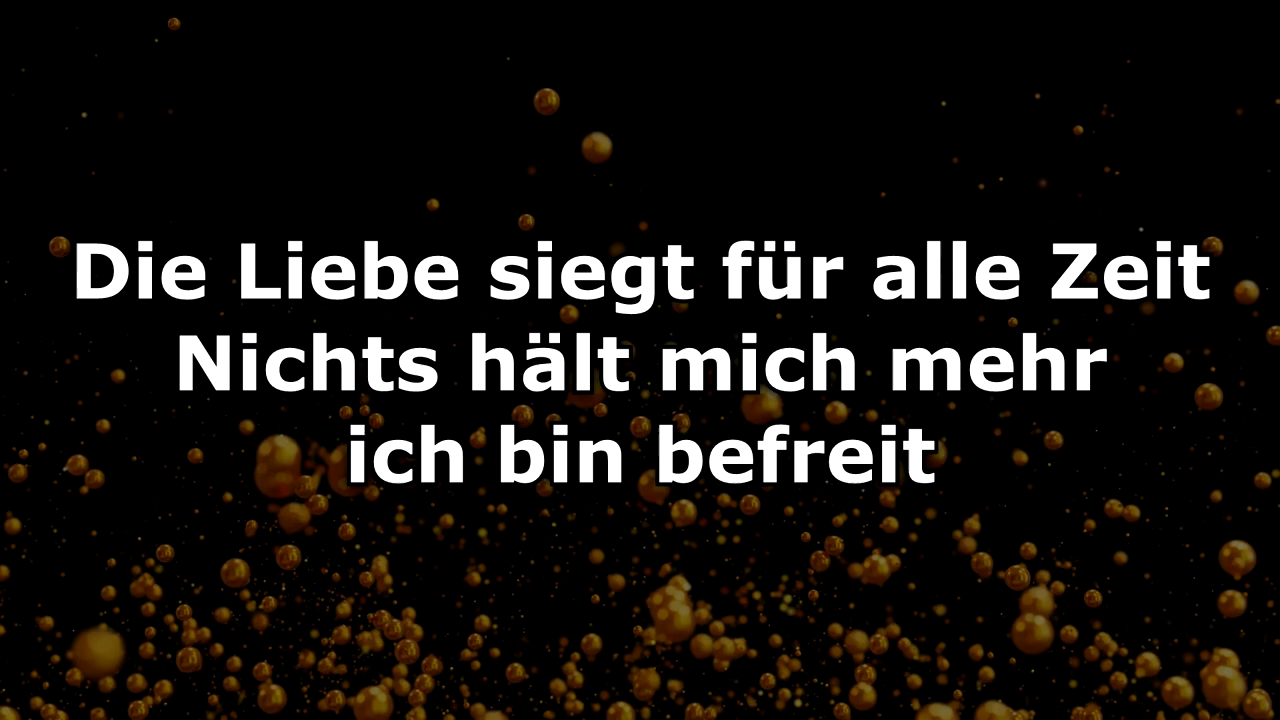 Die Liebe siegt für alle Zeit
Nichts hält mich mehr
ich bin befreit